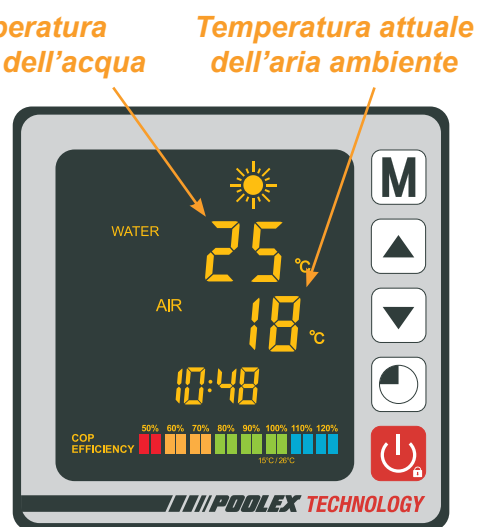 Temperatura attuale
dell'acqua
dell'aria ambiente
M
WATER
25 °C
AIR
18 °C
10:48
50% 60% 70% 80% 90% 100% 110% 120%
COP
EFFICIENCY
15°C / 26°C
POOLEX TECHNOLOGY